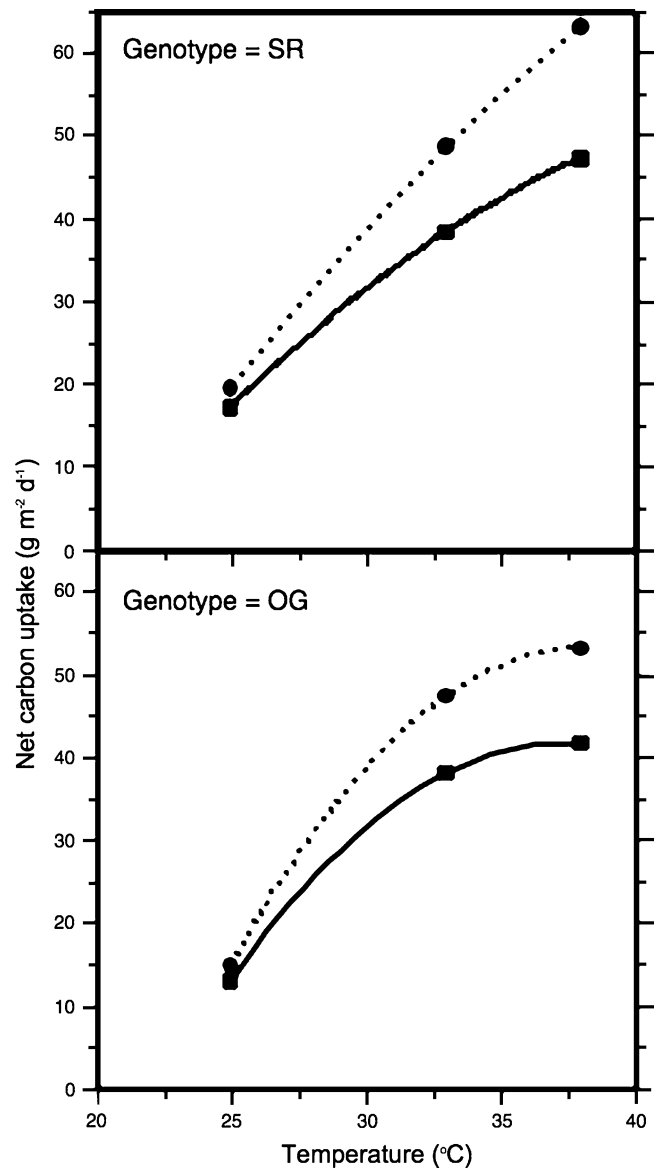 Genotype = SR
60
50
40
30
20
10
0
Genotype = OG
60
50
40
30
20
10
0
20 25 30 35 40
Temperature (°C)
Net carbon uptake (g m⁻² d⁻¹)